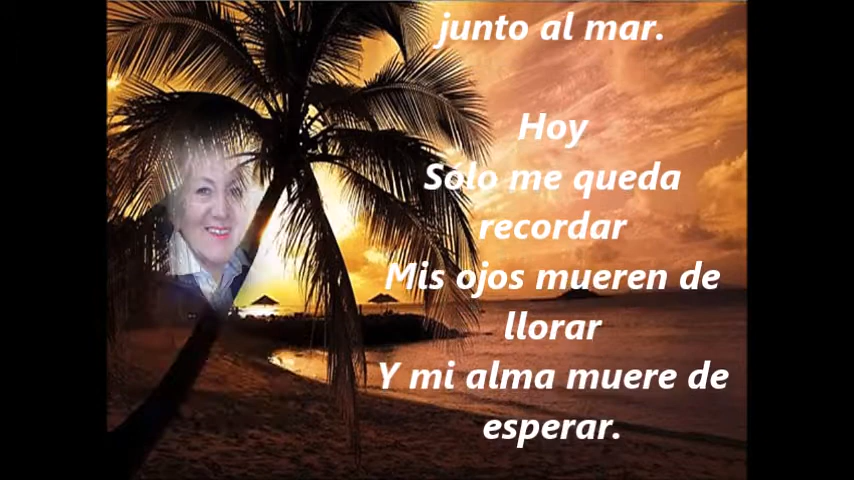 junto al mar.
Hoy
Sólo me queda
recordar
Mis ojos mueren de
llorar
Y mi alma muere de
esperar.